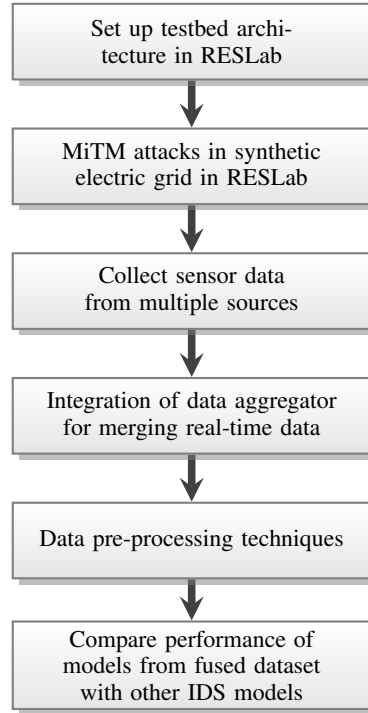 Set up testbed archi-
tecture in RESLab
MiTM attacks in synthetic
electric grid in RESLab
Collect sensor data
from multiple sources
Integration of data aggregator
for merging real-time data
Data pre-processing techniques
Compare performance of
models from fused dataset
with other IDS models